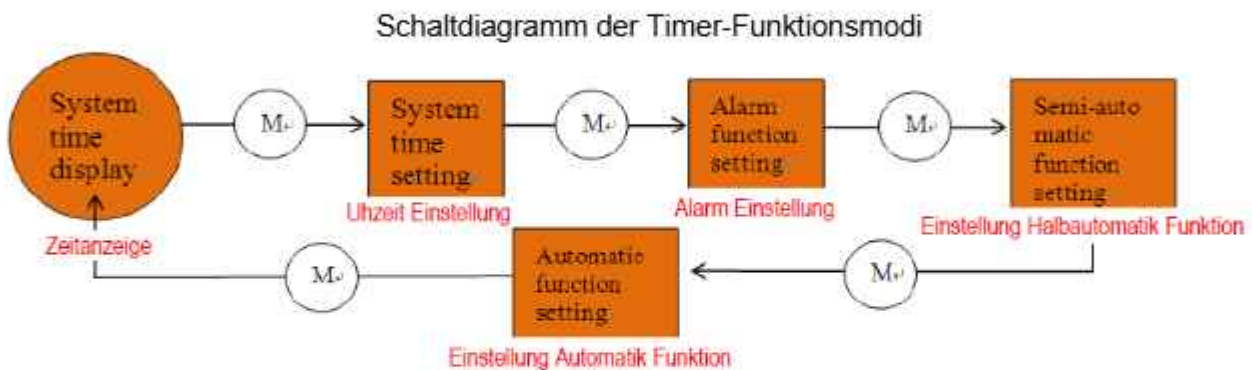 Schaltdiagramm der Timer-Funktionsmodi
System
time
display
M
System
time
setting
M
Alarm
function
setting
M
Semi-auto
matic
function
setting
Uhzeit Einstellung
Alarm Einstellung
Einstellung Halbautomatik Funktion
Zeitanzeige
M
Automatic
function
setting
M
Einstellung Automatik Funktion